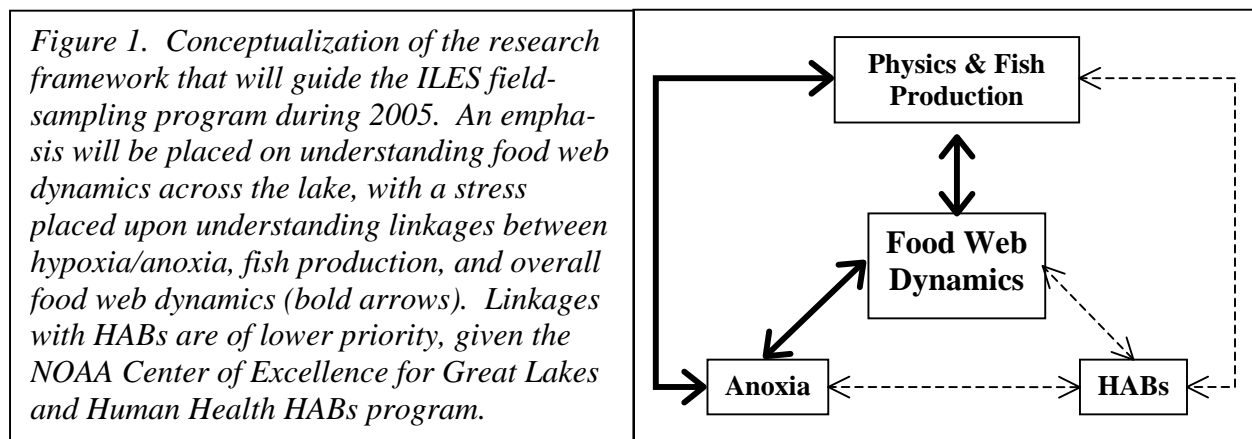 Figure 1. Conceptualization of the research
framework that will guide the ILES field-
sampling program during 2005. An empha-
sis will be placed on understanding food web
dynamics across the lake, with a stress
placed upon understanding linkages between
hypoxia/anoxia, fish production, and overall
food web dynamics (bold arrows). Linkages
with HABs are of lower priority, given the
NOAA Center of Excellence for Great Lakes
and Human Health HABs program.
Physics & Fish
Production
Food Web
Dynamics
Anoxia
HABs